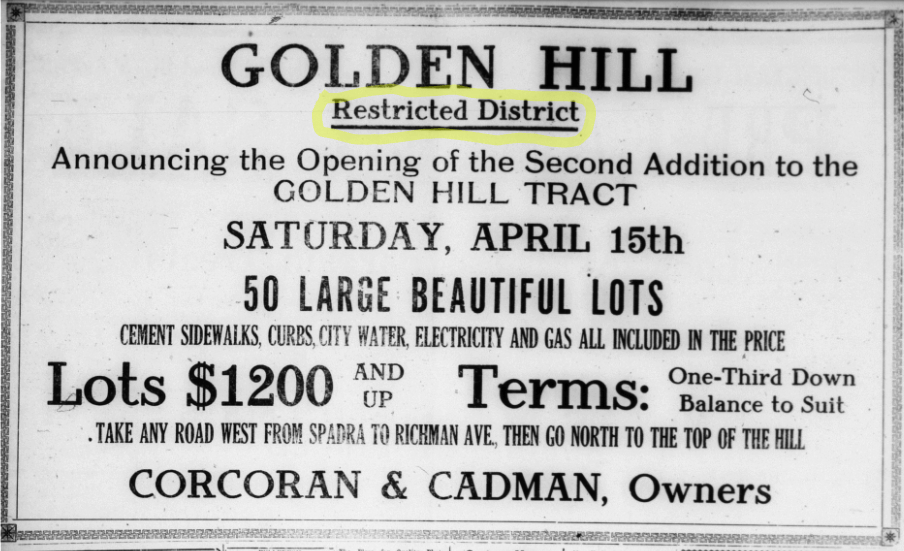 GOLDEN HILL
Restricted District
Announcing the Opening of the Second Addition to the
GOLDEN HILL TRACT
SATURDAY, APRIL 15th
50 LARGE BEAUTIFUL LOTS
CEMENT SIDEWALKS, CURBS, CITY WATER, ELECTRICITY AND GAS ALL INCLUDED IN THE PRICE
Lots $1200 AND UP Terms: One-Third Down
Balance to Suit
TAKE ANY ROAD WEST FROM SPADRA TO RICHMAN AVE., THEN GO NORTH TO THE TOP OF THE HILL
CORCORAN & CADMAN, Owners